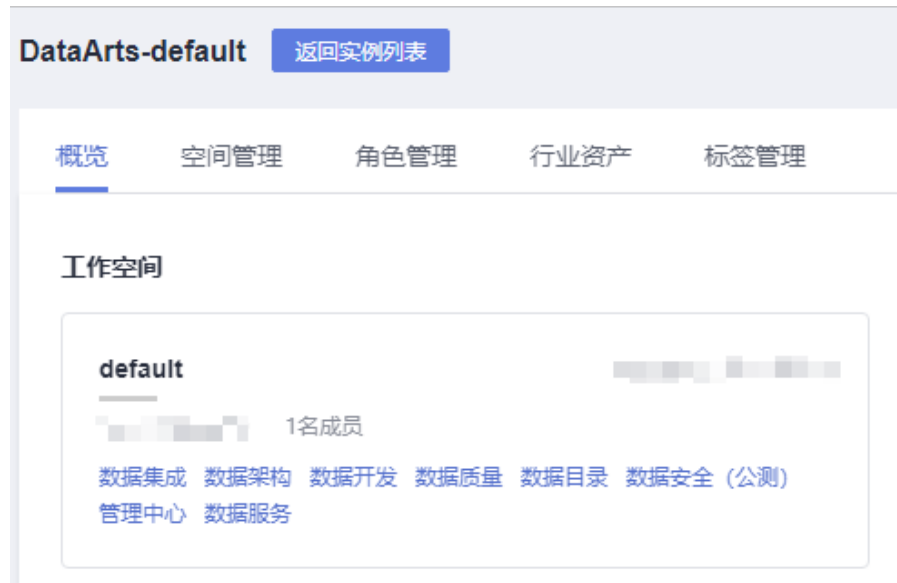 DataArts-default 返回实例列表
概览 空间管理 角色管理 行业资产 标签管理
工作空间
default
1名成员
数据集成 数据架构 数据开发 数据质量 数据目录 数据安全（公测）
管理中心 数据服务